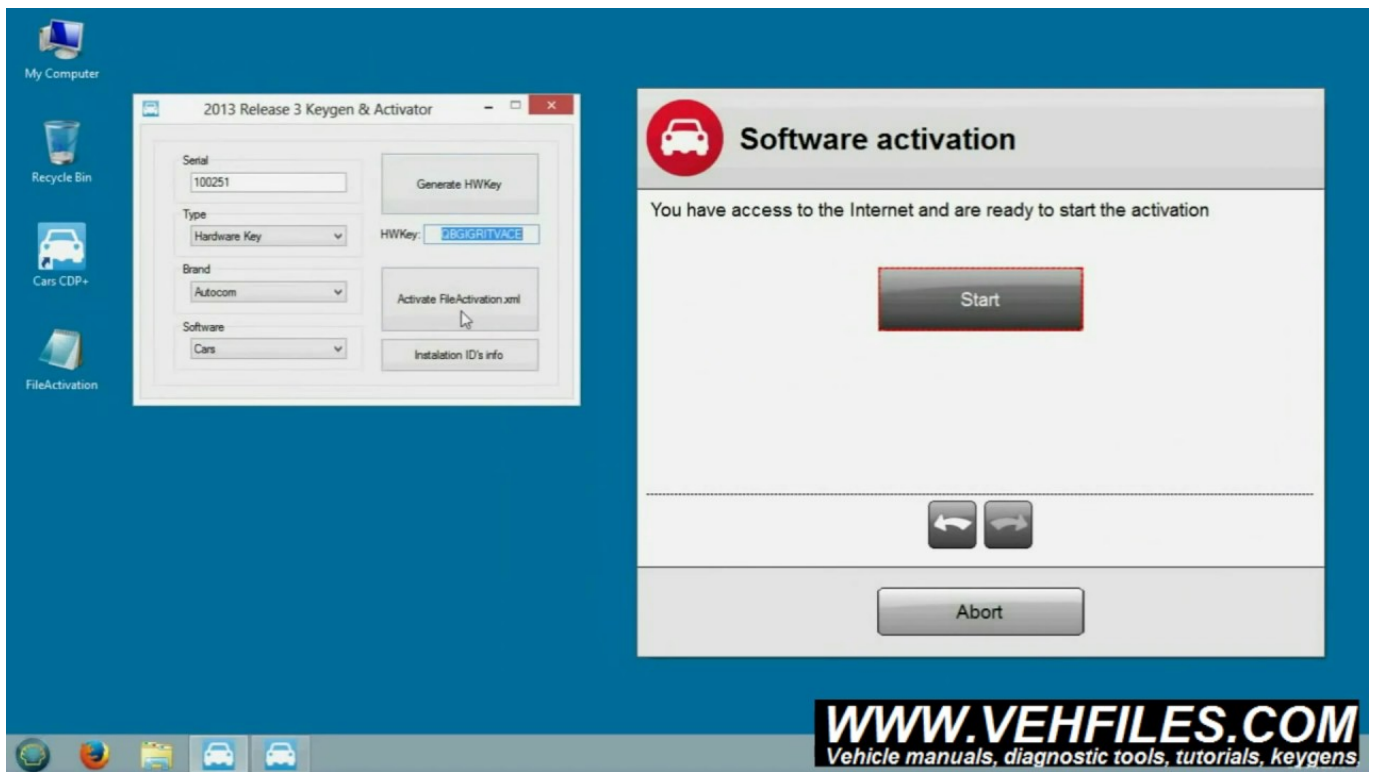 My Computer
Recycle Bin
Cars CDP+
FileActivation
2013 Release 3 Keygen & Activator
Serial
100251
Generate HWKey
Type
Hardware Key
HWKey: QBGIGRITVACE
Brand
Autocom
Activate FileActivation.xml
Software
Cars
Instalation ID's info
Software activation
You have access to the Internet and are ready to start the activation
Start
Abort
WWW.VEHFILES.COM
Vehicle manuals, diagnostic tools, tutorials, keygens,